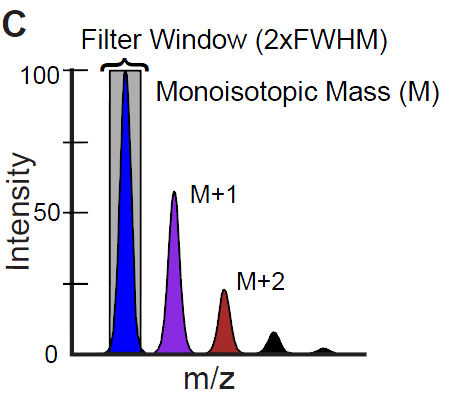 C
Filter Window (2xFWHM)
100
Monoisotopic Mass (M)
M+1
50
Intensity
M+2
0
m/z